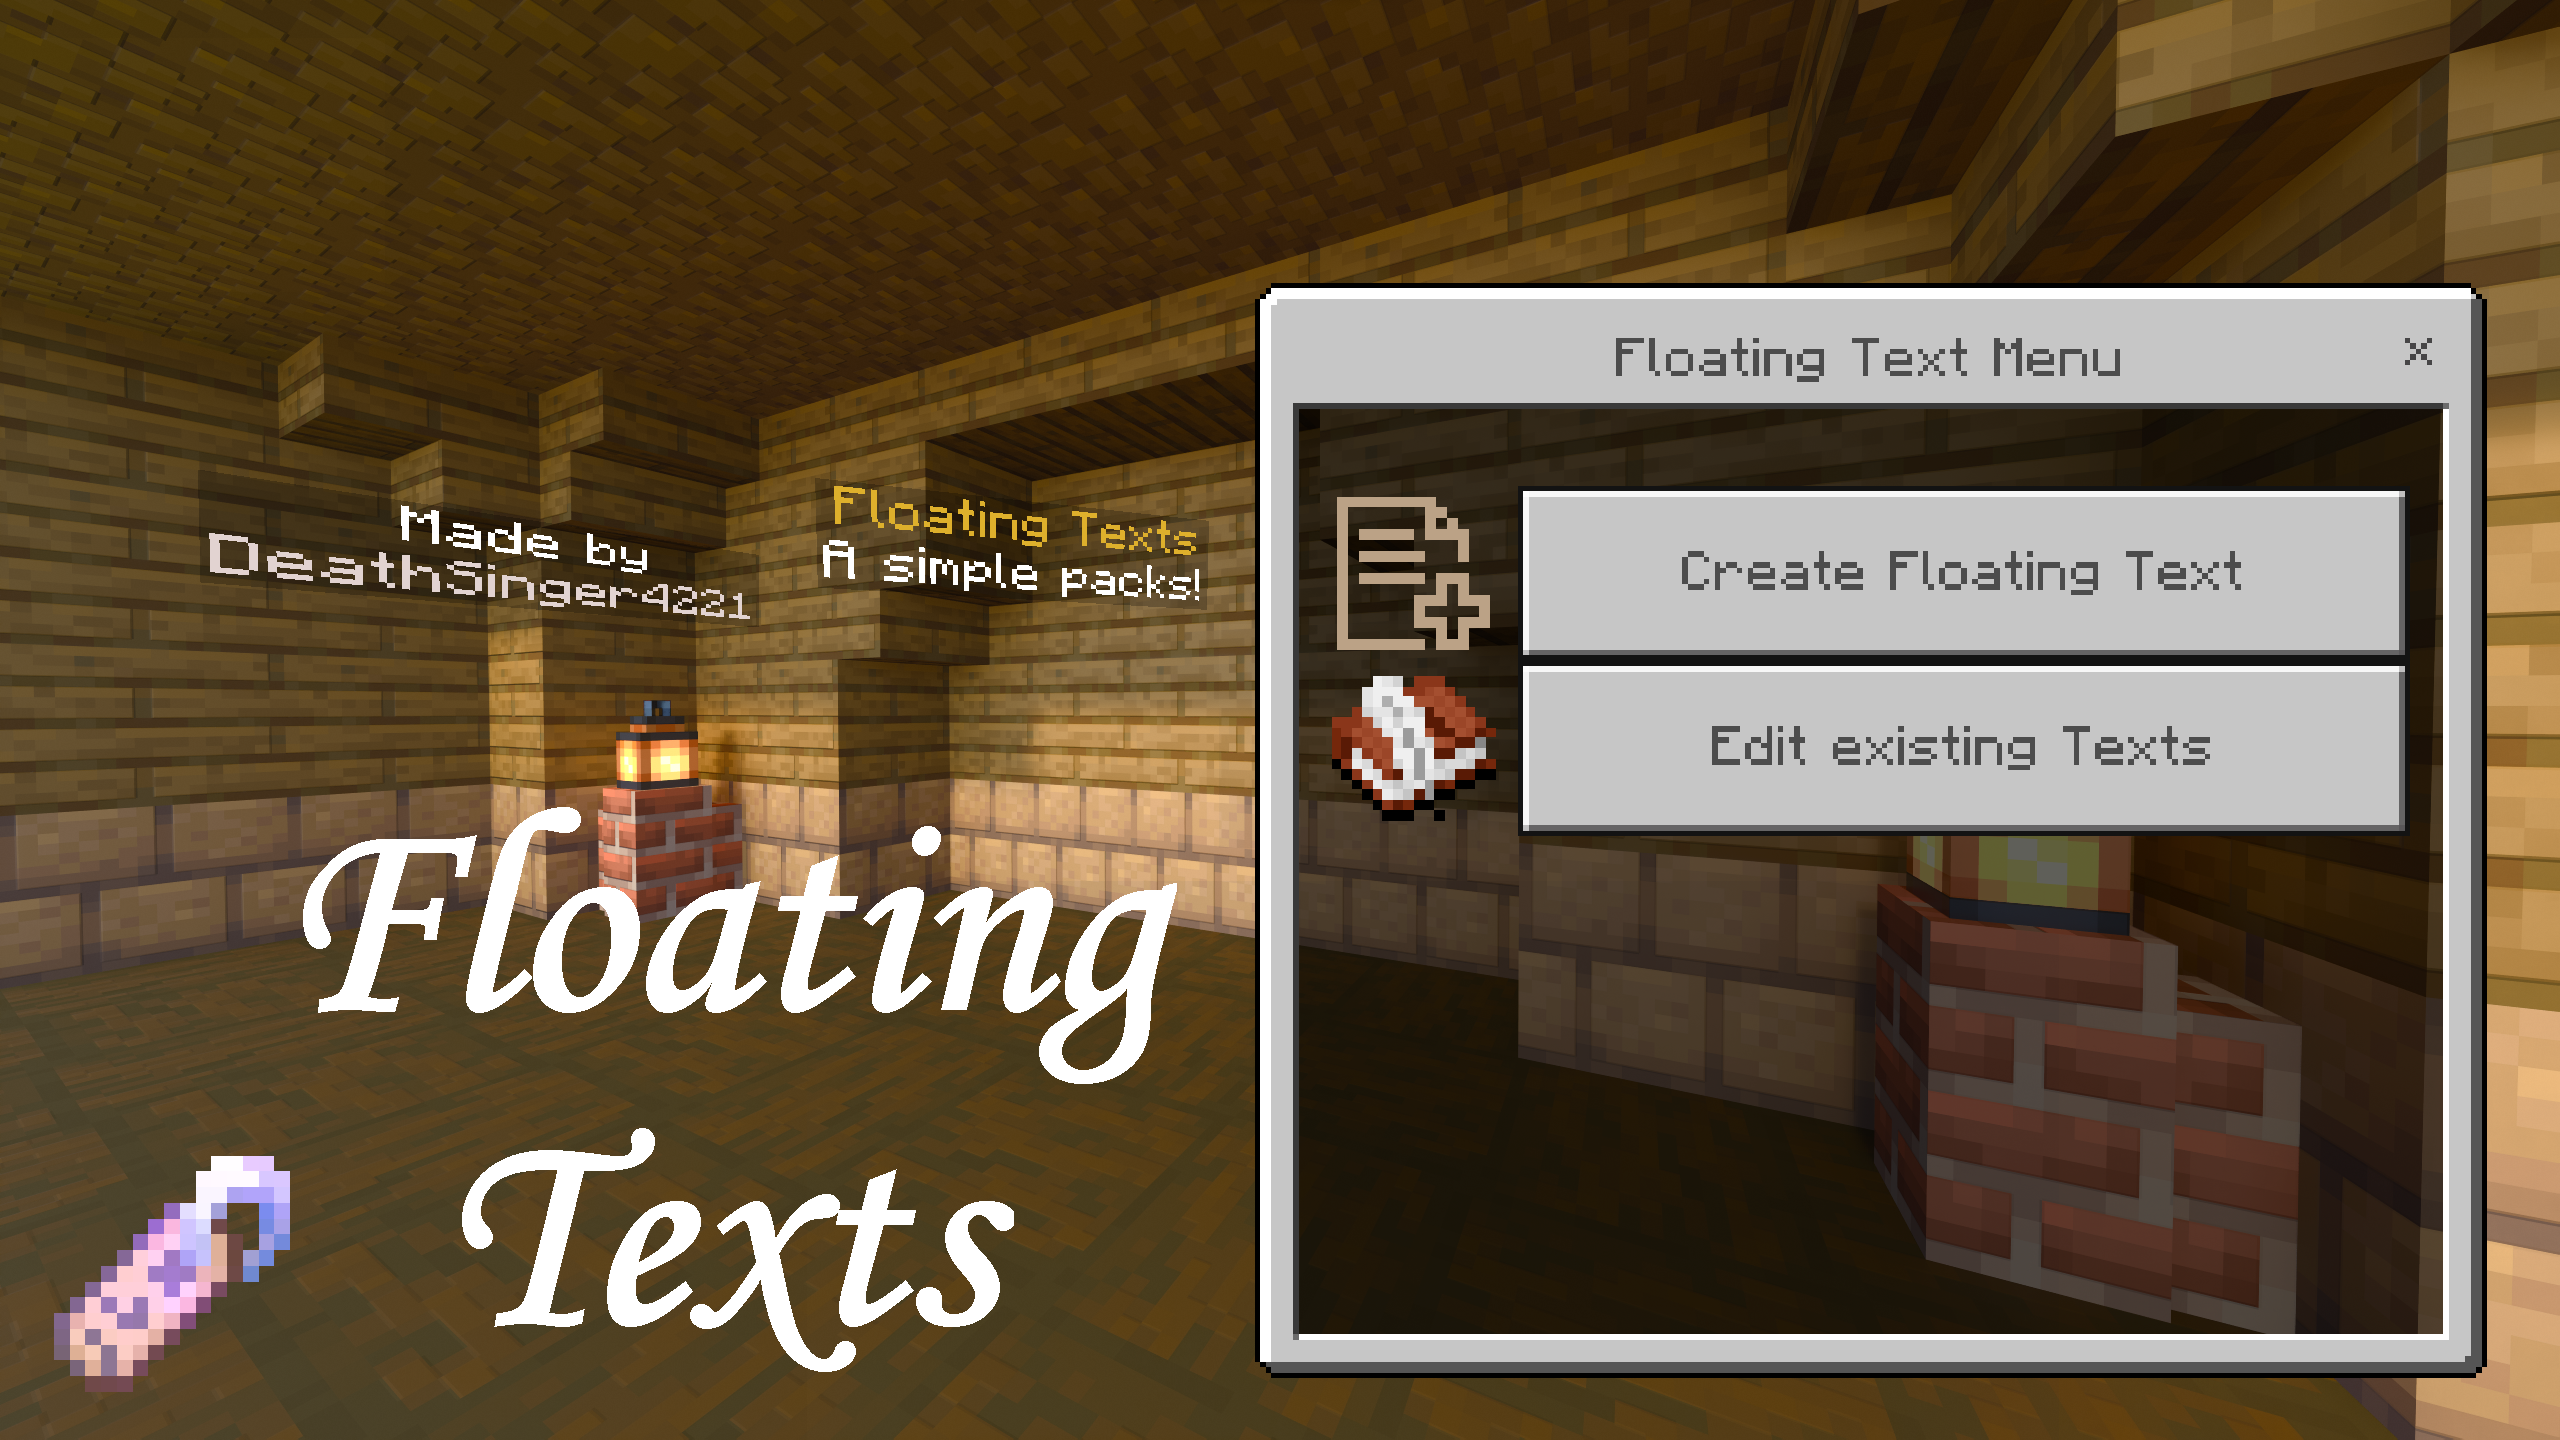 Made by
DeathSinger4221
Floating Texts
A simple packs!
Floating Text Menu
Create Floating Text
Edit existing Texts
Floating
Texts